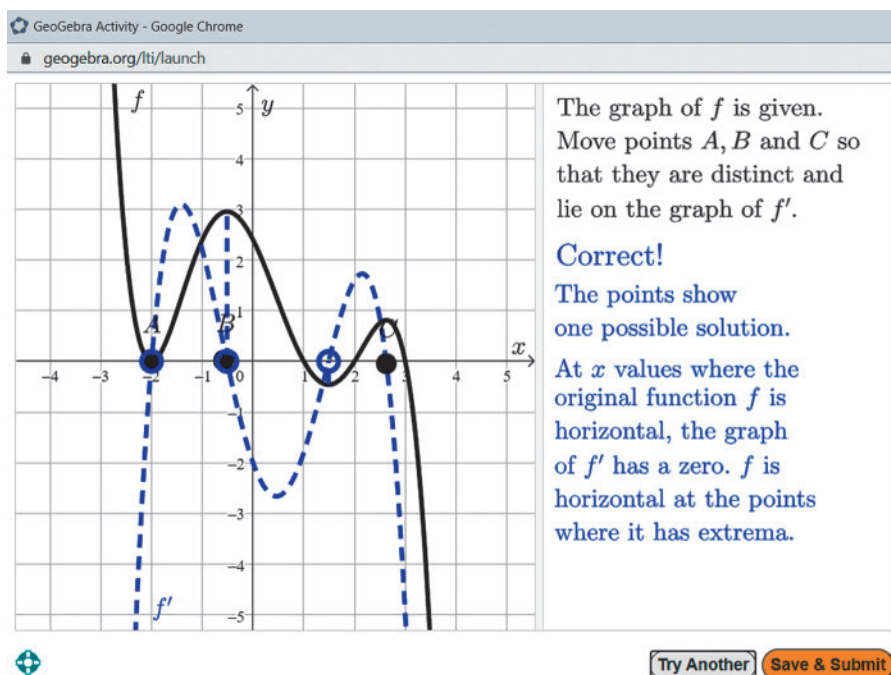 GeoGebra Activity - Google Chrome
geogebra.org/lti/launch
f
5 y
4
3
2
1
A B C
x
-4 -3 -2 -1 0 1 2 3 4 5
-1
-2
-3
-4
-5
f′
The graph of f is given.
Move points A, B and C so
that they are distinct and
lie on the graph of f′.
Correct!
The points show
one possible solution.
At x values where the
original function f is
horizontal, the graph
of f′ has a zero. f is
horizontal at the points
where it has extrema.
Try Another Save & Submit